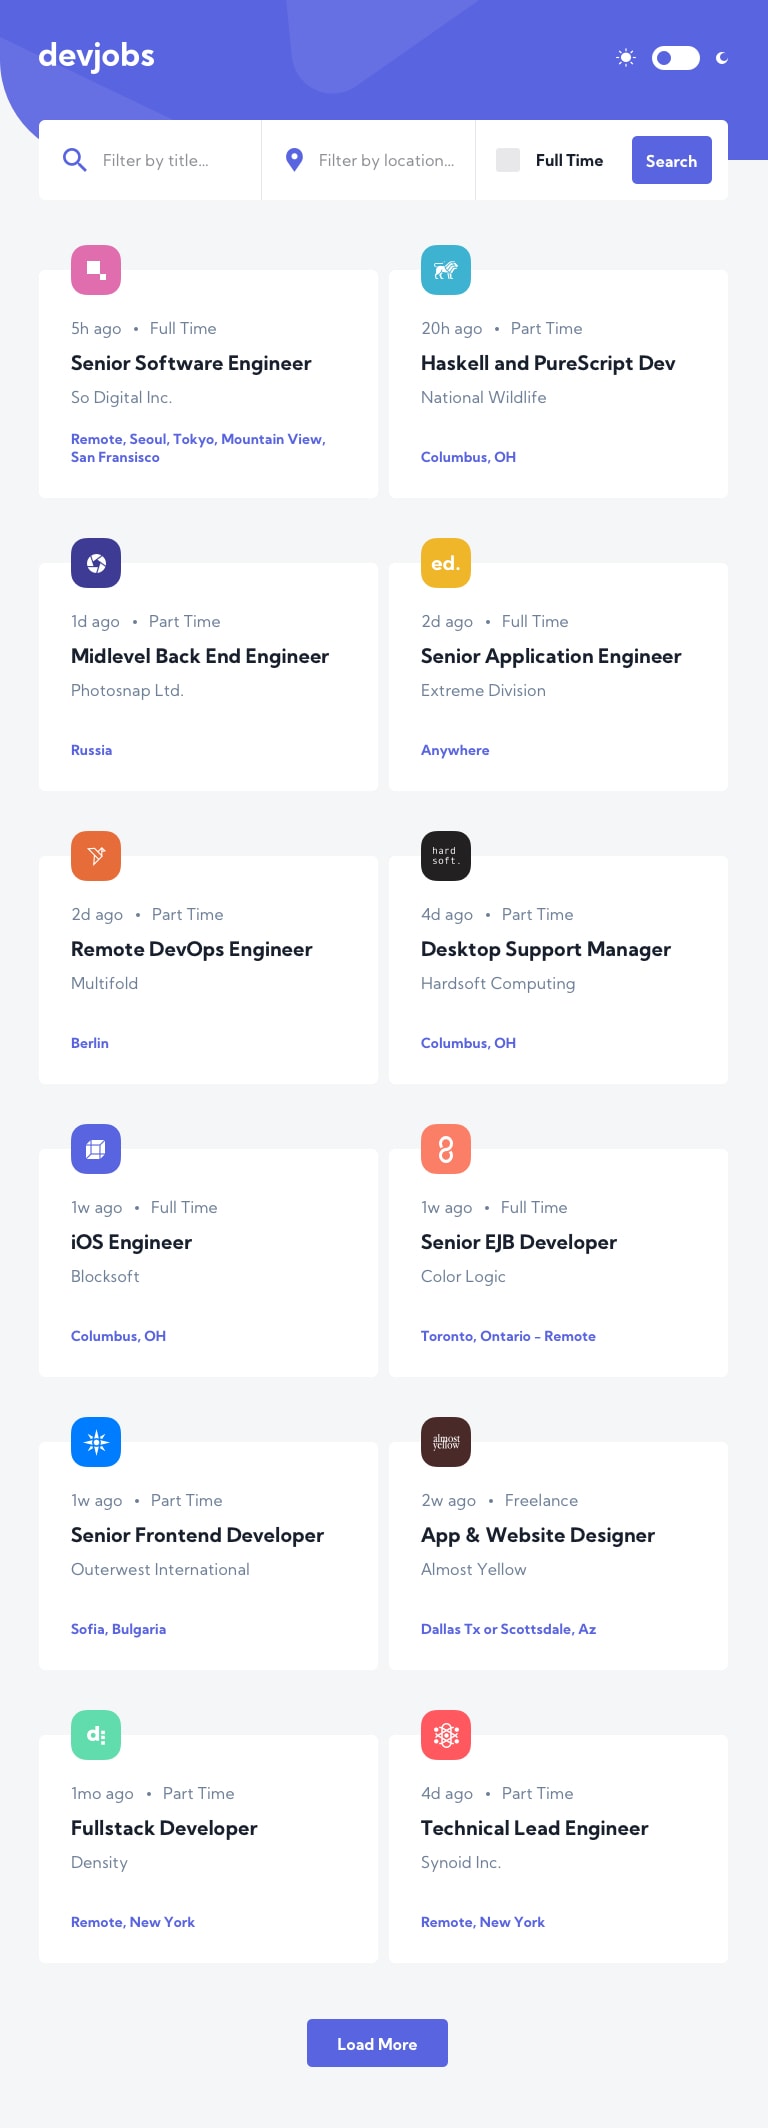 devjobs
Filter by title...
Filter by location...
Full Time
Search
5h ago • Full Time
Senior Software Engineer
So Digital Inc.
Remote, Seoul, Tokyo, Mountain View,
San Fransisco
20h ago • Part Time
Haskell and PureScript Dev
National Wildlife
Columbus, OH
1d ago • Part Time
Midlevel Back End Engineer
Photosnap Ltd.
Russia
ed.
2d ago • Full Time
Senior Application Engineer
Extreme Division
Anywhere
2d ago • Part Time
Remote DevOps Engineer
Multifold
Berlin
hard
soft.
4d ago • Part Time
Desktop Support Manager
Hardsoft Computing
Columbus, OH
1w ago • Full Time
iOS Engineer
Blocksoft
Columbus, OH
1w ago • Full Time
Senior EJB Developer
Color Logic
Toronto, Ontario – Remote
1w ago • Part Time
Senior Frontend Developer
Outerwest International
Sofia, Bulgaria
almost
yellow
2w ago • Freelance
App & Website Designer
Almost Yellow
Dallas Tx or Scottsdale, Az
d
1mo ago • Part Time
Fullstack Developer
Density
Remote, New York
4d ago • Part Time
Technical Lead Engineer
Synoid Inc.
Remote, New York
Load More